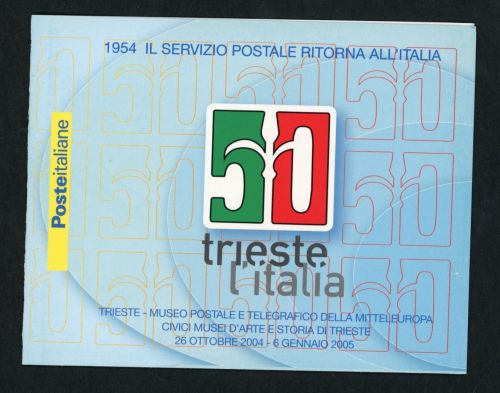 1954 IL SERVIZIO POSTALE RITORNA ALL'ITALIA
Posteitaliane
50
trieste
l'italia
TRIESTE - MUSEO POSTALE E TELEGRAFICO DELLA MITTELEUROPA
CIVICI MUSEI D'ARTE E STORIA DI TRIESTE
26 OTTOBRE 2004 - 6 GENNAIO 2005